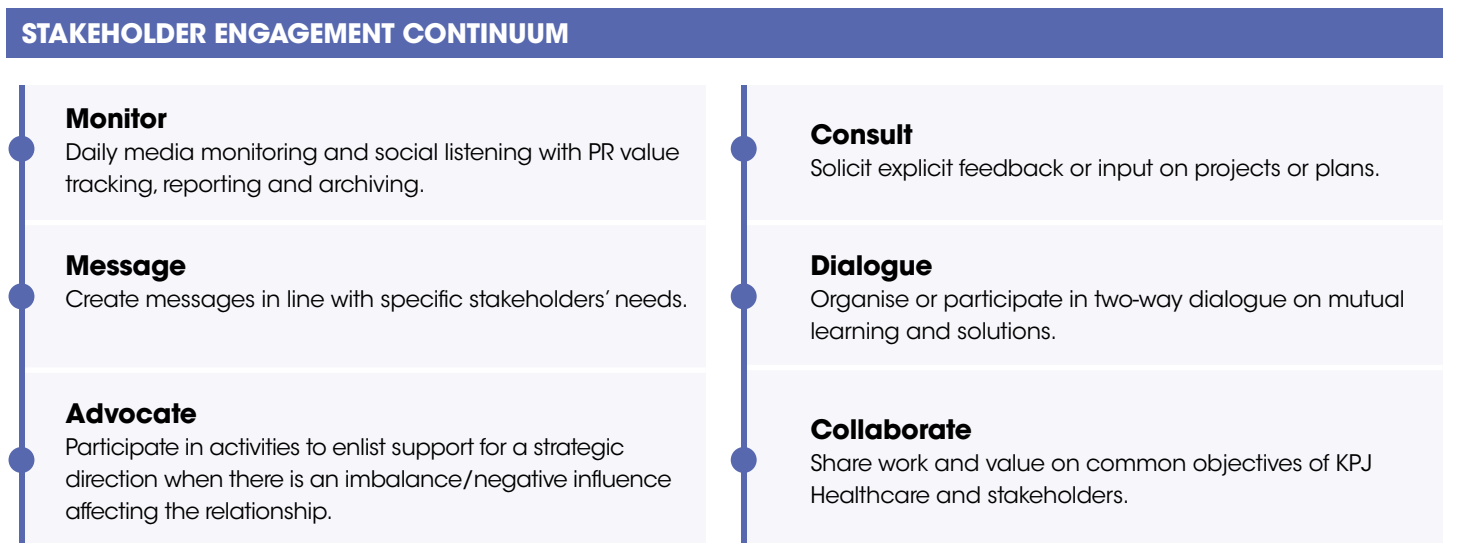 STAKEHOLDER ENGAGEMENT CONTINUUM
Monitor
Daily media monitoring and social listening with PR value
tracking, reporting and archiving.
Message
Create messages in line with specific stakeholders’ needs.
Advocate
Participate in activities to enlist support for a strategic
direction when there is an imbalance/negative influence
affecting the relationship.
Consult
Solicit explicit feedback or input on projects or plans.
Dialogue
Organise or participate in two-way dialogue on mutual
learning and solutions.
Collaborate
Share work and value on common objectives of KPJ
Healthcare and stakeholders.